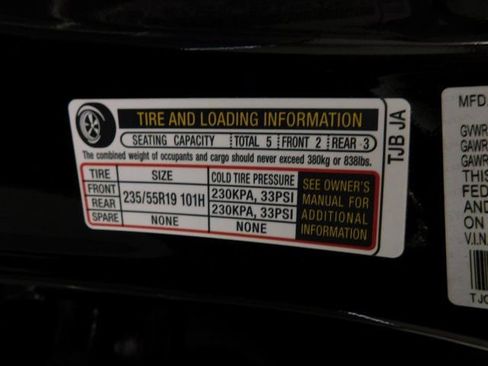 TIRE AND LOADING INFORMATION
SEATING CAPACITY TOTAL 5 FRONT 2 REAR 3
The combined weight of occupants and cargo should never exceed 380kg or 838lbs.
TIRE SIZE COLD TIRE PRESSURE
FRONT 235/55R19 101H 230KPA, 33PSI
REAR 230KPA, 33PSI
SPARE NONE NONE
SEE OWNER'S
MANUAL FOR
ADDITIONAL
INFORMATION
TJB JA
MFD.
GVWR
GAWR
GAWR
THIS
FED
AND
ON
V.I.N.